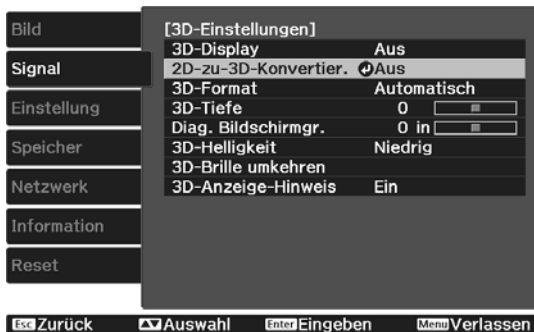 Bild
Signal
Einstellung
Speicher
Netzwerk
Information
Reset
[3D-Einstellungen]
3D-Display Aus
2D-zu-3D-Konvertier. Aus
3D-Format Automatisch
3D-Tiefe 0
Diag. Bildschirmgr. 0 in
3D-Helligkeit Niedrig
3D-Brille umkehren
3D-Anzeige-Hinweis Ein
Esc Zurück Auswahl Enter Eingeben Menu Verlassen